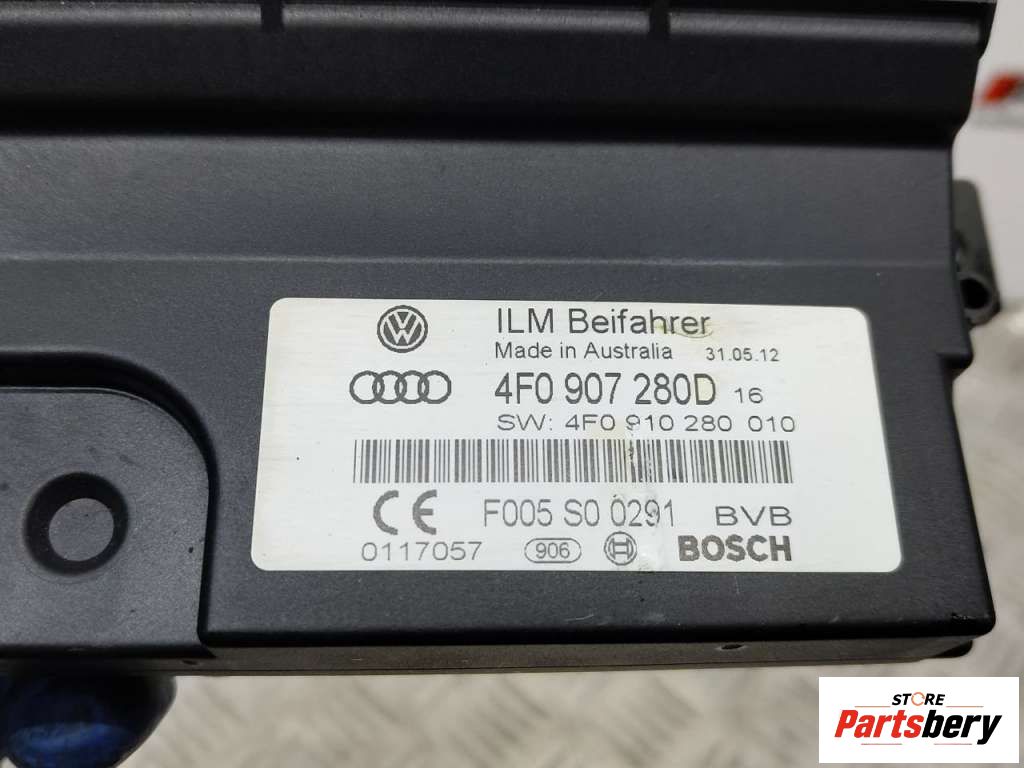 ILM Beifahrer
Made in Australia 31.05.12
4F0 907 280D 16
SW: 4F0 910 280 010
CE F005 S0 0291 BVB
0117057 906 BOSCH
STORE
Partsbery